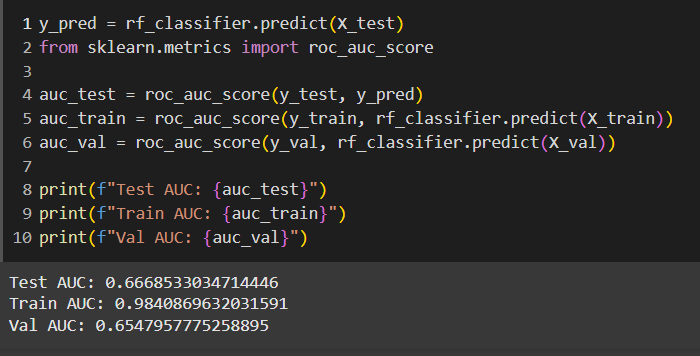 1 y_pred = rf_classifier.predict(X_test)
2 from sklearn.metrics import roc_auc_score
3
4 auc_test = roc_auc_score(y_test, y_pred)
5 auc_train = roc_auc_score(y_train, rf_classifier.predict(X_train))
6 auc_val = roc_auc_score(y_val, rf_classifier.predict(X_val))
7
8 print(f"Test AUC: {auc_test}")
9 print(f"Train AUC: {auc_train}")
10 print(f"Val AUC: {auc_val}")
Test AUC: 0.6668533034714446
Train AUC: 0.9840869632031591
Val AUC: 0.6547957775258895